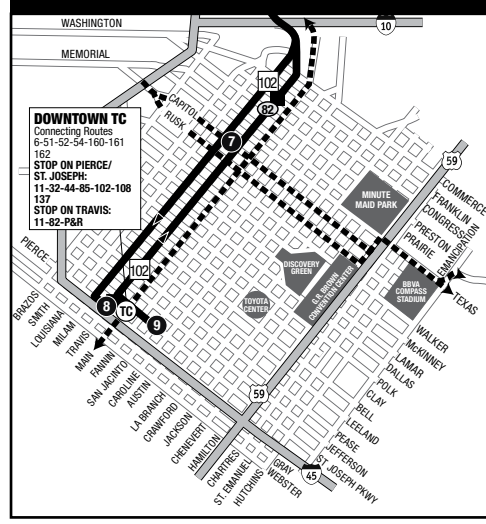 WASHINGTON
10
MEMORIAL
102
82
CAPITOL
RUSK
7
DOWNTOWN TC
Connecting Routes
6-51-52-54-160-161
162
STOP ON PIERCE/
ST. JOSEPH:
11-32-44-85-102-108
137
STOP ON TRAVIS:
11-82-P&R
59
COMMERCE
FRANKLIN
CONGRESS
PRESTON
PRAIRIE
EMANCIPATION
TEXAS
MINUTE
MAID PARK
DISCOVERY
GREEN
G.R. BROWN
CONVENTION CENTER
BBVA
COMPASS
STADIUM
TOYOTA
CENTER
102
8
TC
9
PIERCE
BRAZOS
SMITH
LOUISIANA
MILAM
TRAVIS
MAIN
FANNIN
SAN JACINTO
CAROLINE
AUSTIN
LA BRANCH
CRAWFORD
JACKSON
CHENEVERT
HAMILTON
CHARTRES
ST. EMANUEL
HUTCHINS
59
WALKER
McKINNEY
LAMAR
DALLAS
POLK
CLAY
BELL
LEELAND
PEASE
JEFFERSON
ST. JOSEPH PKWY
GRAY
WEBSTER
45